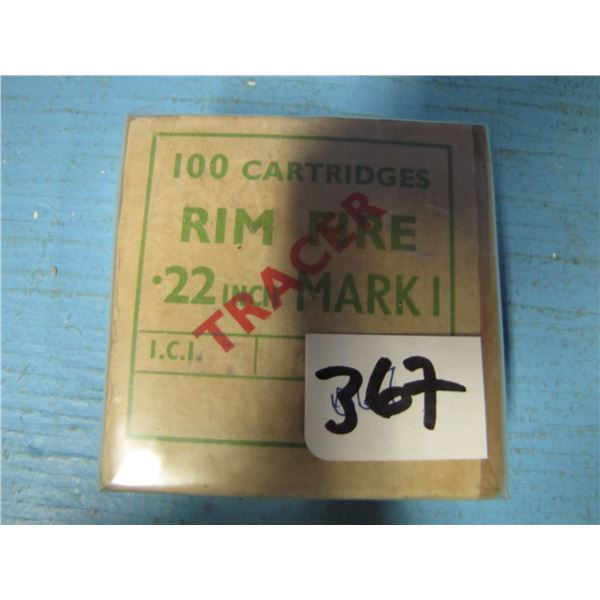 100 CARTRIDGES
RIM FIRE
.22 INCH MARK I
TRACER
I.C.I.
367